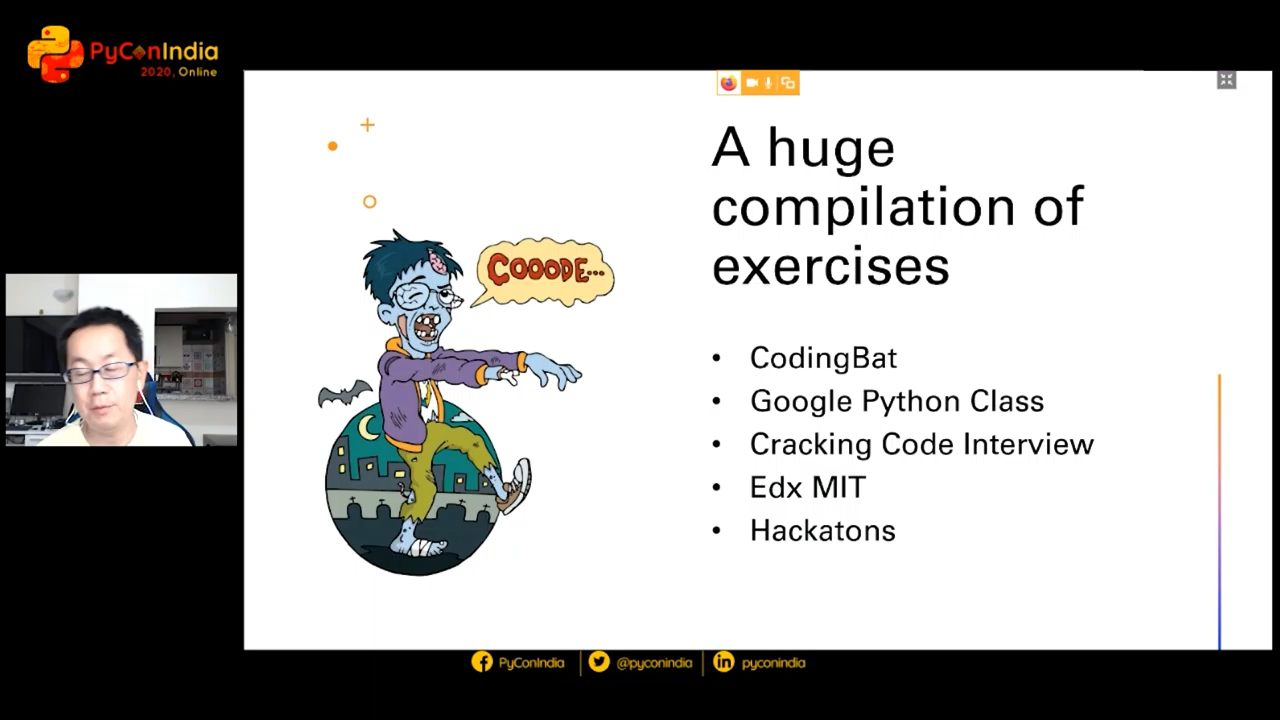 PyConIndia
2020, Online
A huge
compilation of
exercises
COOODE...
• CodingBat
• Google Python Class
• Cracking Code Interview
• Edx MIT
• Hackatons
PyConIndia
@pyconindia
pyconindia